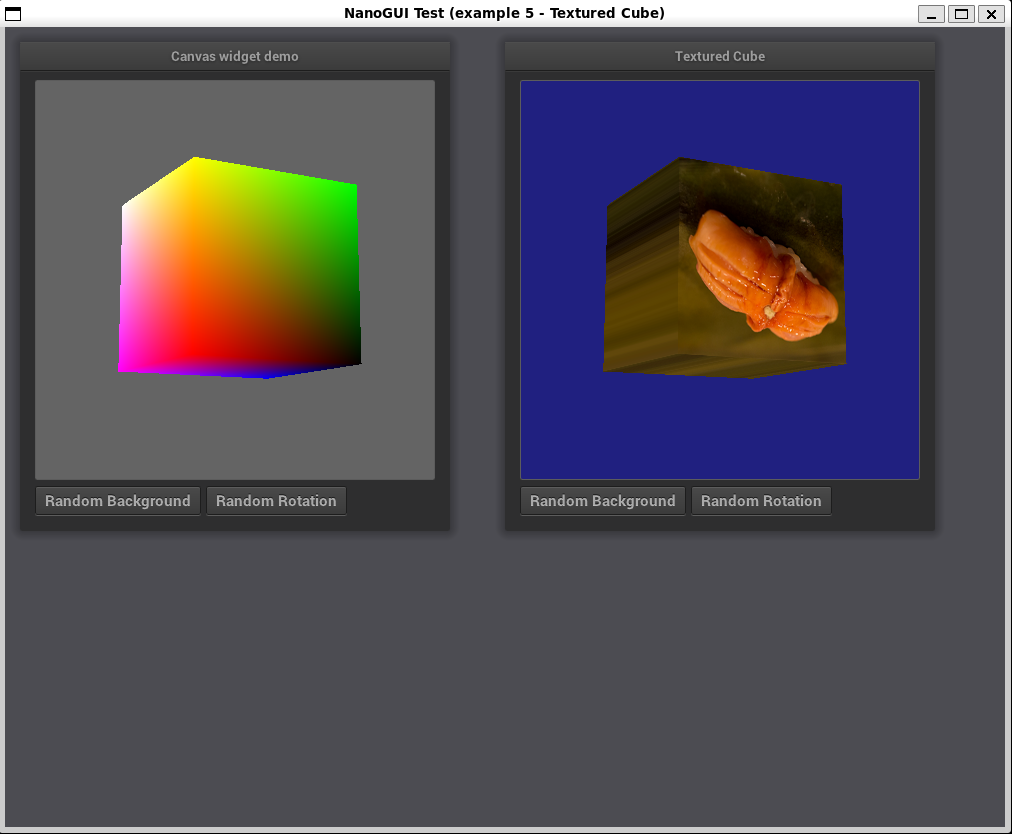 NanoGUI Test (example 5 - Textured Cube)
Canvas widget demo
Random Background
Random Rotation
Textured Cube
Random Background
Random Rotation